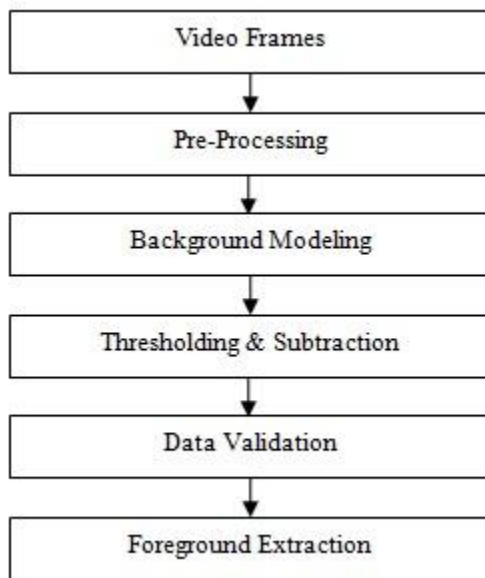 Video Frames
Pre-Processing
Background Modeling
Thresholding & Subtraction
Data Validation
Foreground Extraction